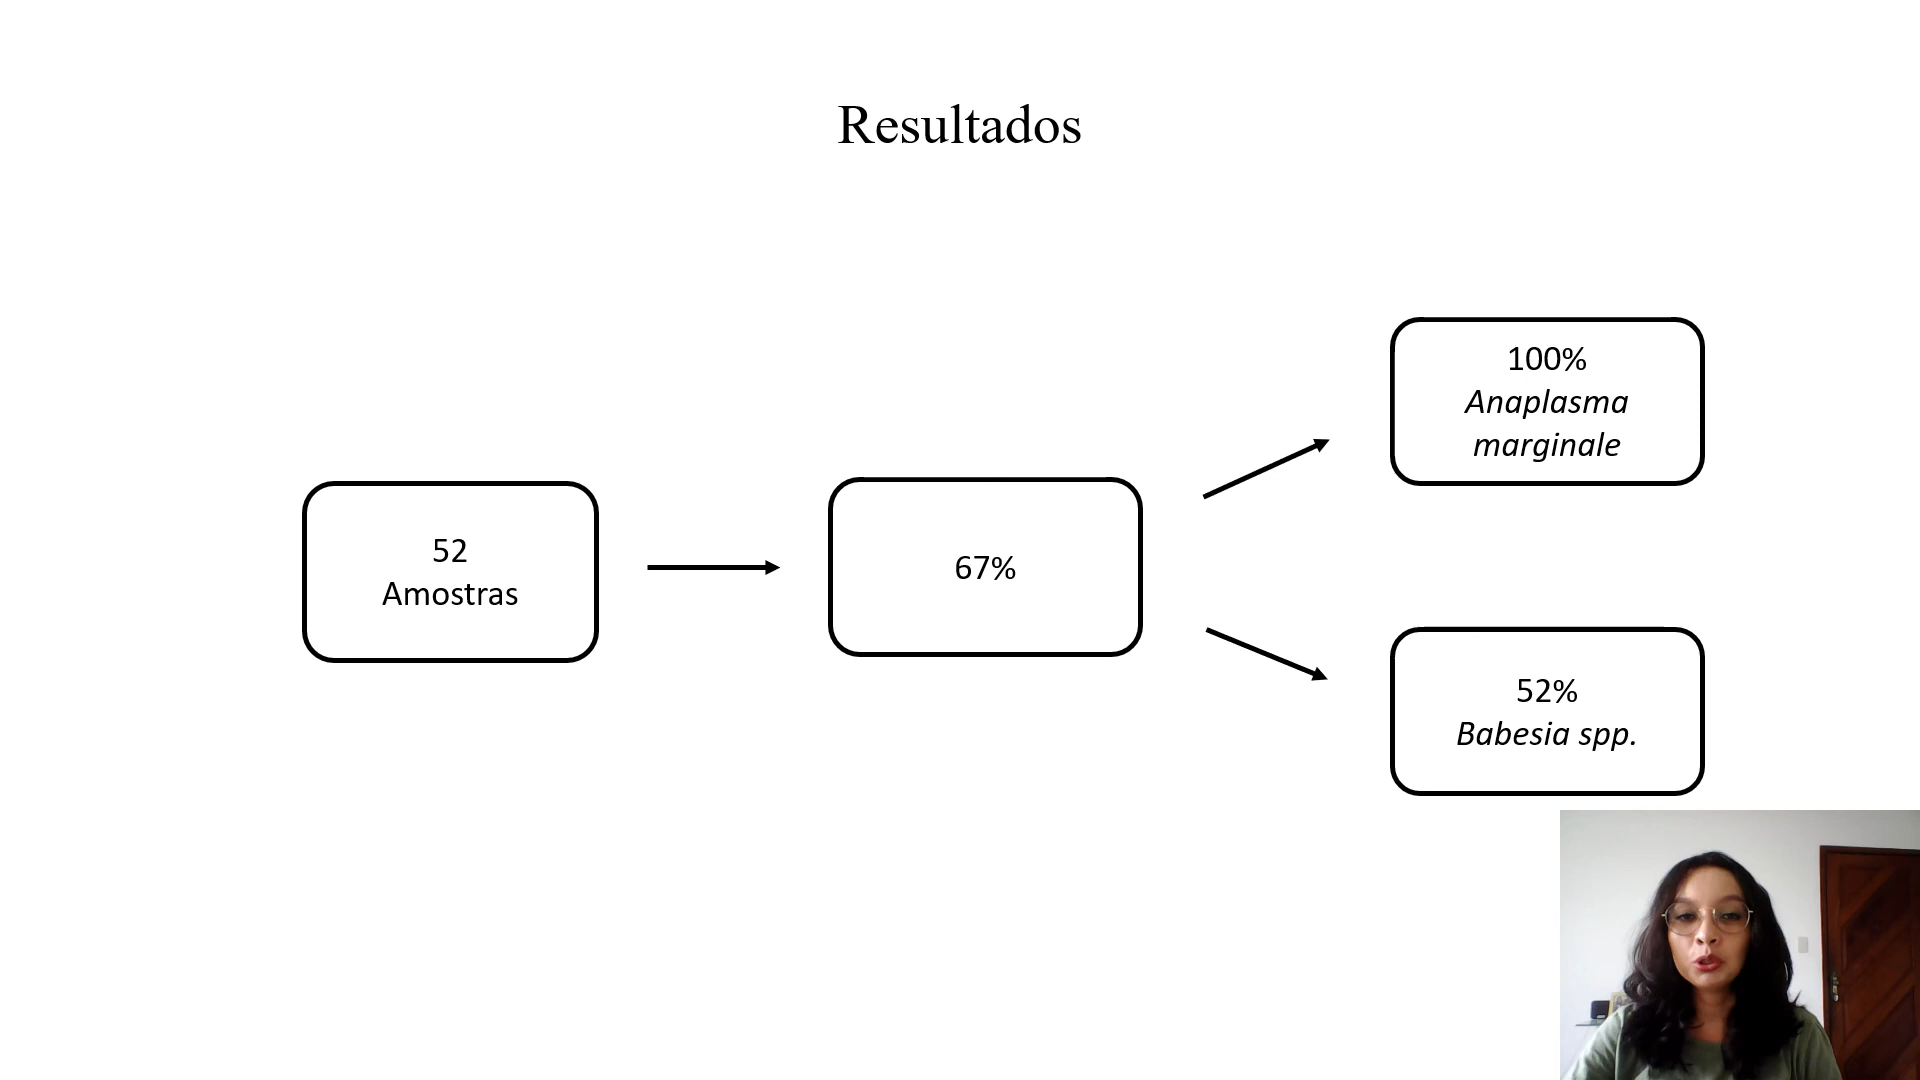 Resultados
52
Amostras
67%
100%
Anaplasma
marginale
52%
Babesia spp.